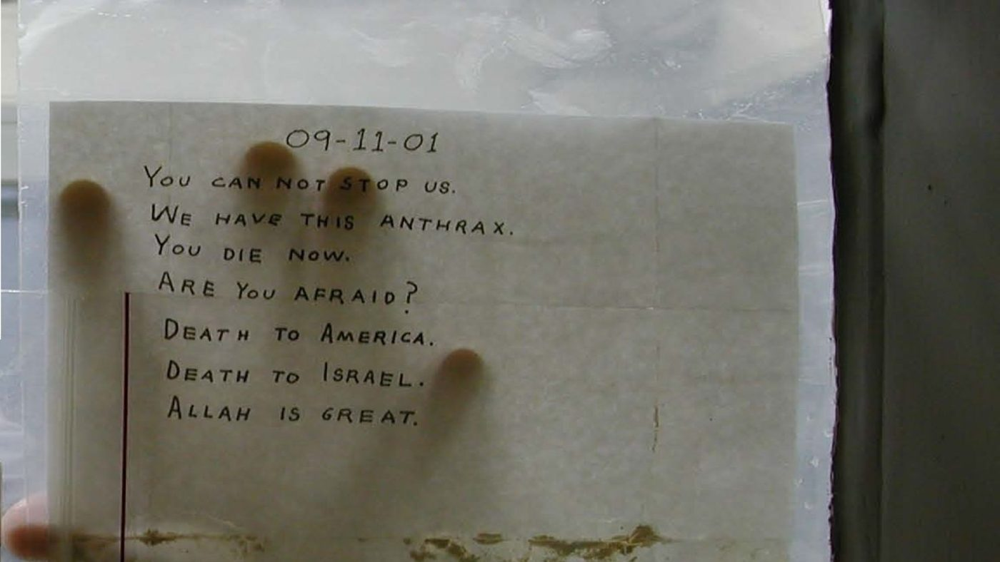 09-11-01
YOU CAN NOT STOP US.
WE HAVE THIS ANTHRAX.
YOU DIE NOW.
ARE YOU AFRAID?
DEATH TO AMERICA.
DEATH TO ISRAEL.
ALLAH IS GREAT.